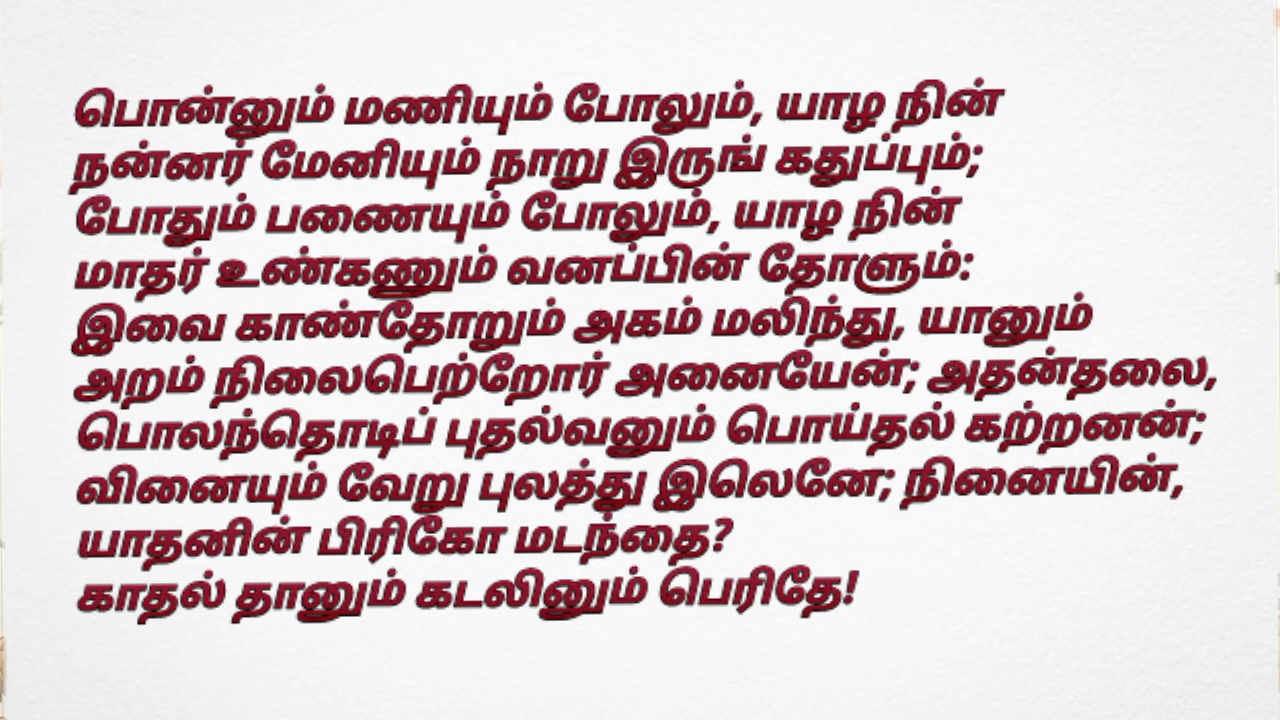 பொன்னும் மணியும் போலும், யாழ நின்
நன்னர் மேனியும் நாறு இருங் கதுப்பும்;
போதும் பணையும் போலும், யாழ நின்
மாதர் உண்கணும் வனப்பின் தோளும்:
இவை காண்தோறும் அகம் மலிந்து, யானும்
அறம் நிலைபெற்றோர் அனையேன்; அதன்தலை,
பொலந்தொடிப் புதல்வனும் பொய்தல் கற்றனன்;
வினையும் வேறு புலத்து இலெனே; நினையின்,
யாதனின் பிரிகோ மடந்தை?
காதல் தானும் கடலினும் பெரிதே!